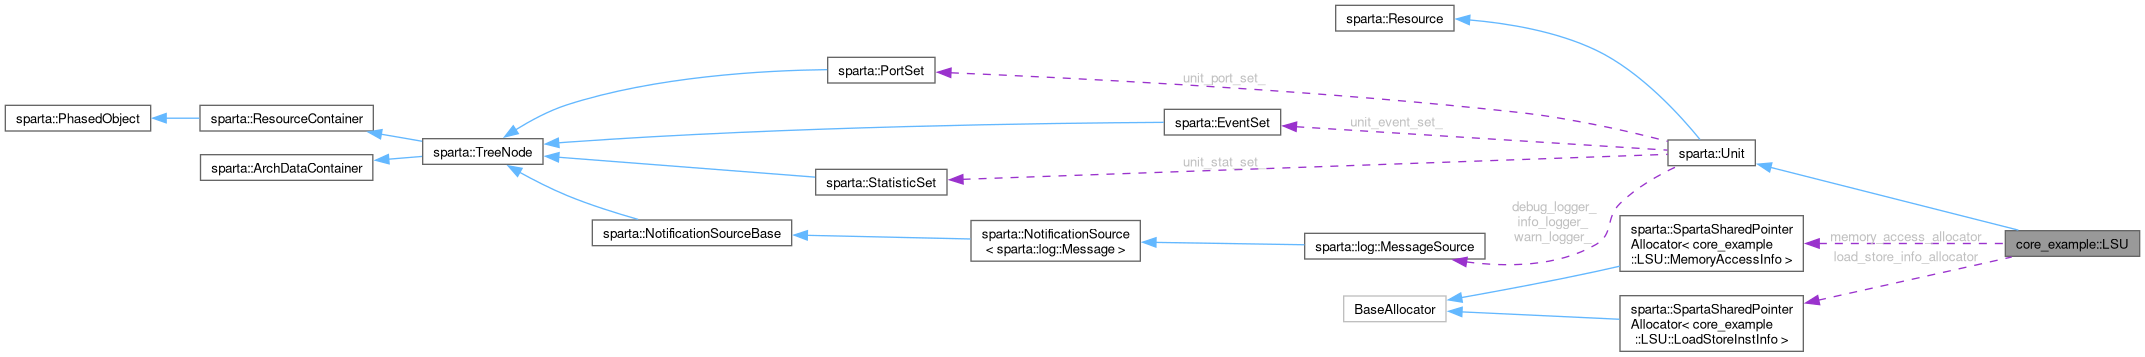 sparta::Resource
sparta::PortSet
unit_port_set_
sparta::PhasedObject
sparta::ResourceContainer
sparta::EventSet
unit_event_set_
sparta::TreeNode
sparta::Unit
sparta::ArchDataContainer
unit_stat_set_
sparta::StatisticSet
debug_logger_
info_logger_
warn_logger_
sparta::NotificationSourceBase
sparta::NotificationSource
< sparta::log::Message >
sparta::log::MessageSource
sparta::SpartaSharedPointer
Allocator< core_example
::LSU::MemoryAccessInfo >
memory_access_allocator
load_store_info_allocator
core_example::LSU
BaseAllocator
sparta::SpartaSharedPointer
Allocator< core_example
::LSU::LoadStoreInstInfo >